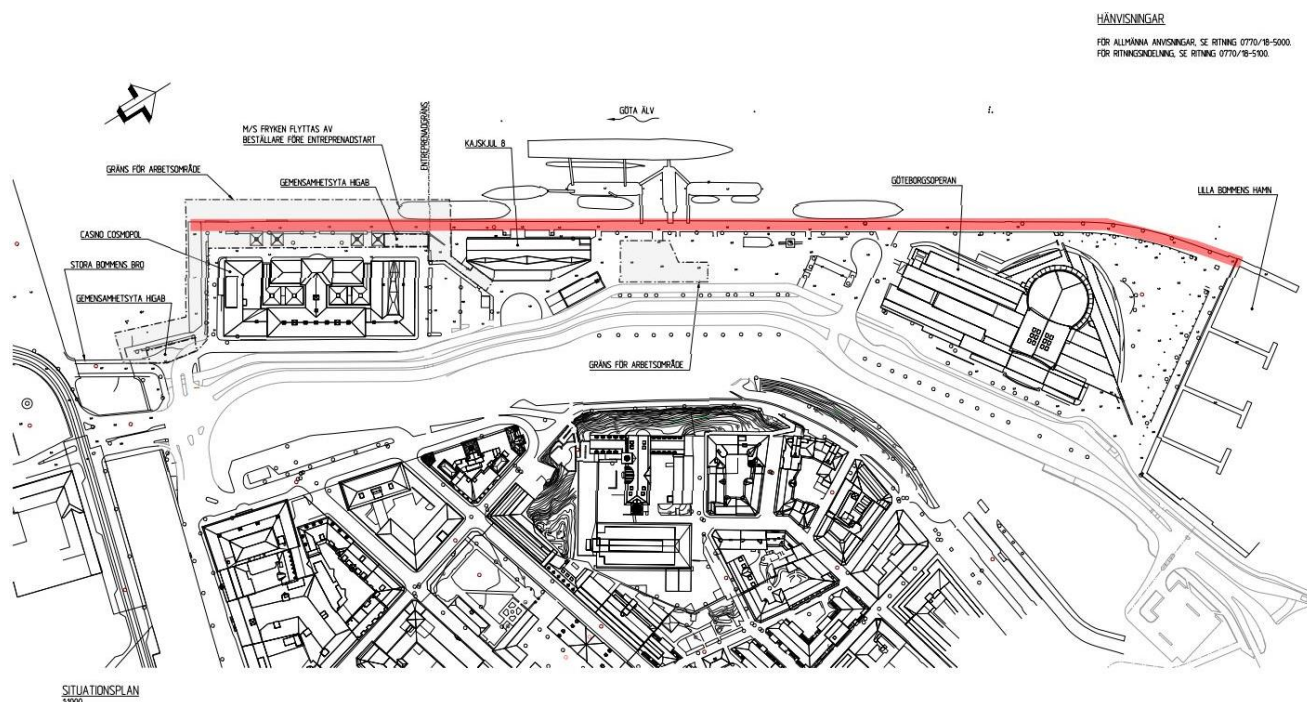 HÄNVISNINGAR
FÖR ALLMÄNNA ANVISNINGAR, SE RITNING 0770/18-5000.
FÖR RITNINGSINDELNING, SE RITNING 0770/18-5100.
GÖTA ÄLV
ENTREPRENADGRÄNS
M/S FRYKEN FLYTTAS AV
BESTÄLLARE FÖRE ENTREPRENADSTART
KAJSKJUL 8
GRÄNS FÖR ARBETSOMRÅDE
GEMENSAMHETSYTA HIGAB
GÖTEBORGSOPERAN
LILLA BOMMENS HAMN
CASINO COSMOPOL
STORA BOMMENS BRO
GEMENSAMHETSYTA HIGAB
GRÄNS FÖR ARBETSOMRÅDE
SITUATIONSPLAN